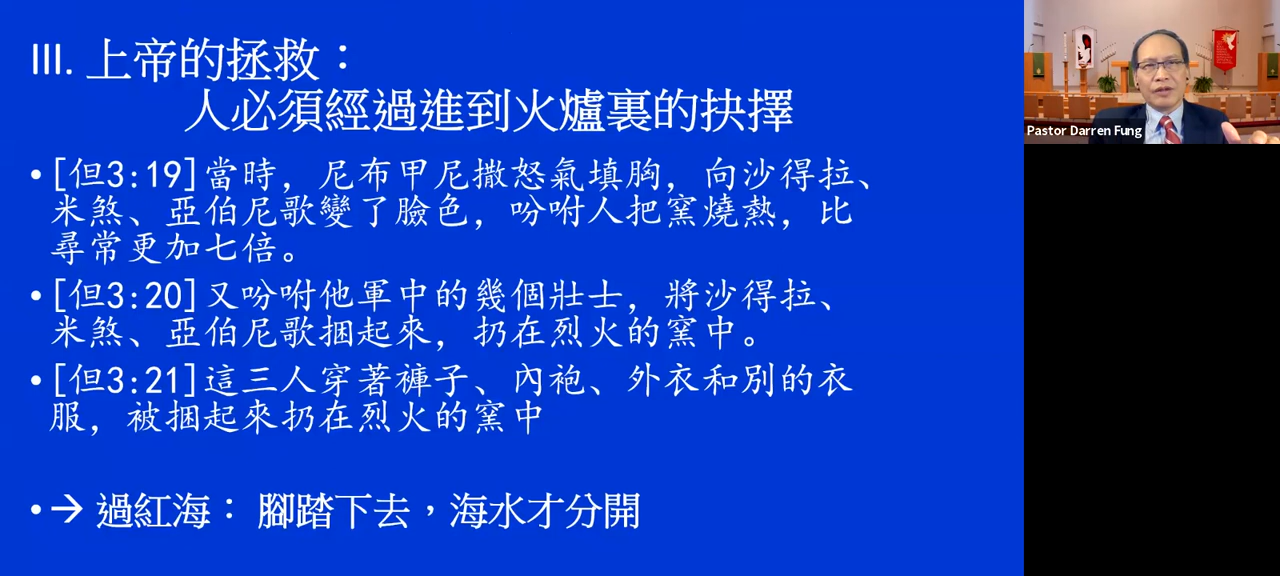 III. 上帝的拯救：
人必須經過進到火爐裏的抉擇
• [但3:19]當時，尼布甲尼撒怒氣填胸，向沙得拉、
米煞、亞伯尼歌變了臉色，吩咐人把窯燒熱，比
尋常更加七倍。
• [但3:20]又吩咐他軍中的幾個壯士，將沙得拉、
米煞、亞伯尼歌捆起來，扔在烈火的窯中。
• [但3:21]這三人穿著褲子、內袍、外衣和別的衣
服，被捆起來扔在烈火的窯中
• → 過紅海： 腳踏下去，海水才分開
Pastor Darren Fung